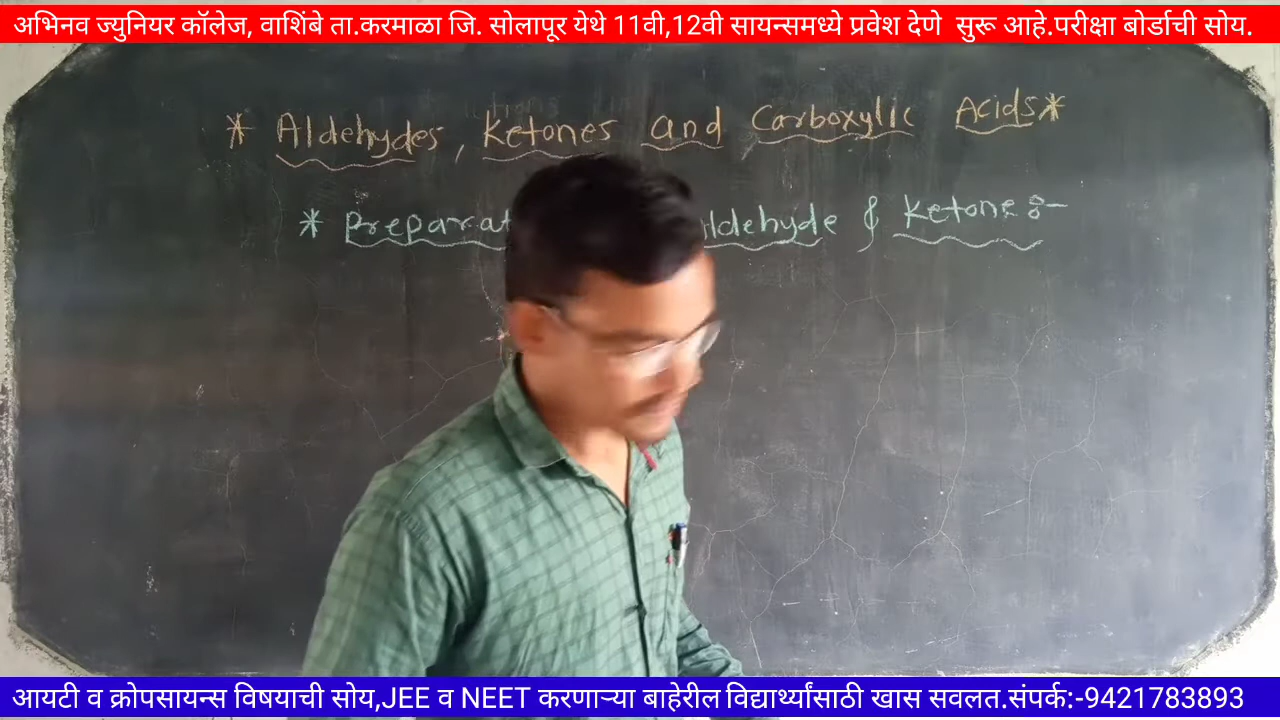 अभिनव ज्युनियर कॉलेज, वाशिंबे ता.करमाळा जि. सोलापूर येथे 11वी,12वी सायन्समध्ये प्रवेश देणे सुरू आहे.परीक्षा बोर्डाची सोय.
* Aldehydes, Ketones and Carboxylic Acids*
* Preparat ldehyde & Ketone :-
आयटी व क्रोपसायन्स विषयाची सोय,JEE व NEET करणाऱ्या बाहेरील विद्यार्थ्यांसाठी खास सवलत.संपर्क:-9421783893